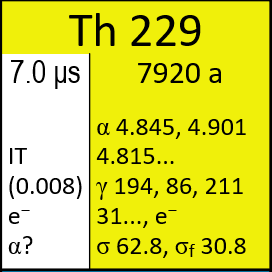 Th 229
7.0 µs 7920 a
α 4.845, 4.901
IT 4.815...
(0.008) γ 194, 86, 211
e⁻ 31..., e⁻
α? σ 62.8, σf 30.8